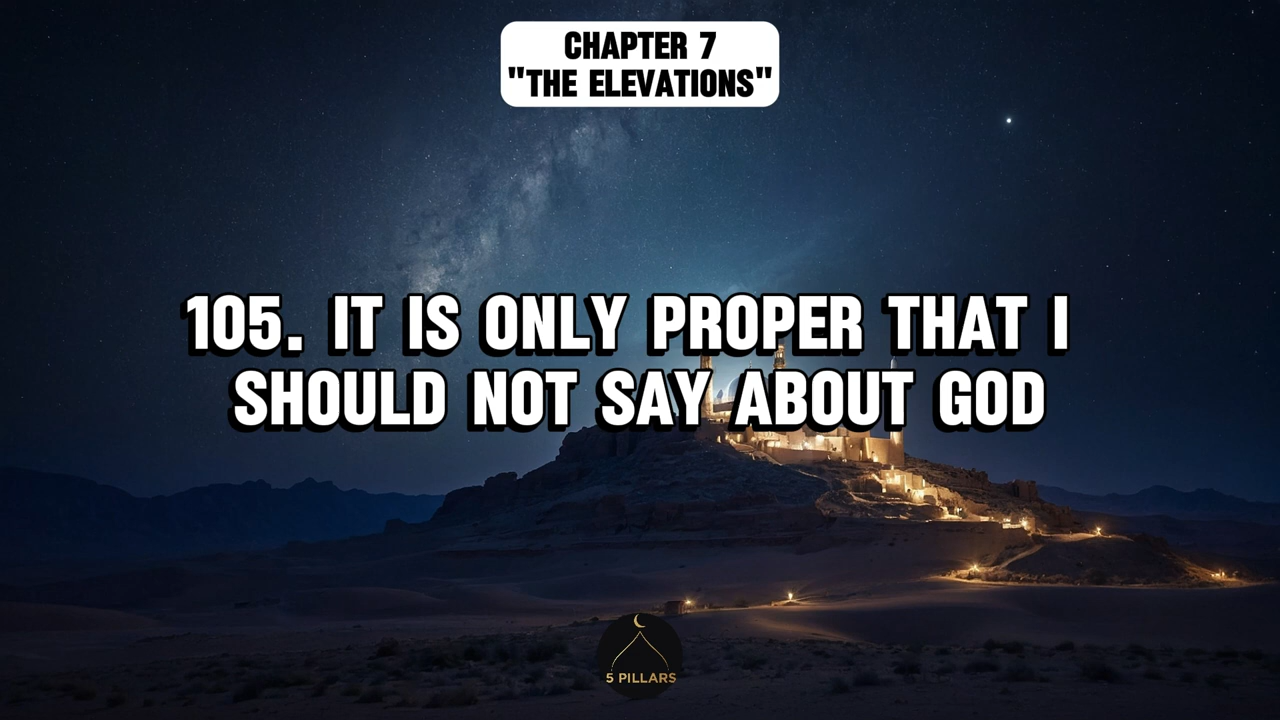 CHAPTER 7
"THE ELEVATIONS"
105. IT IS ONLY PROPER THAT I
SHOULD NOT SAY ABOUT GOD
5 PILLARS